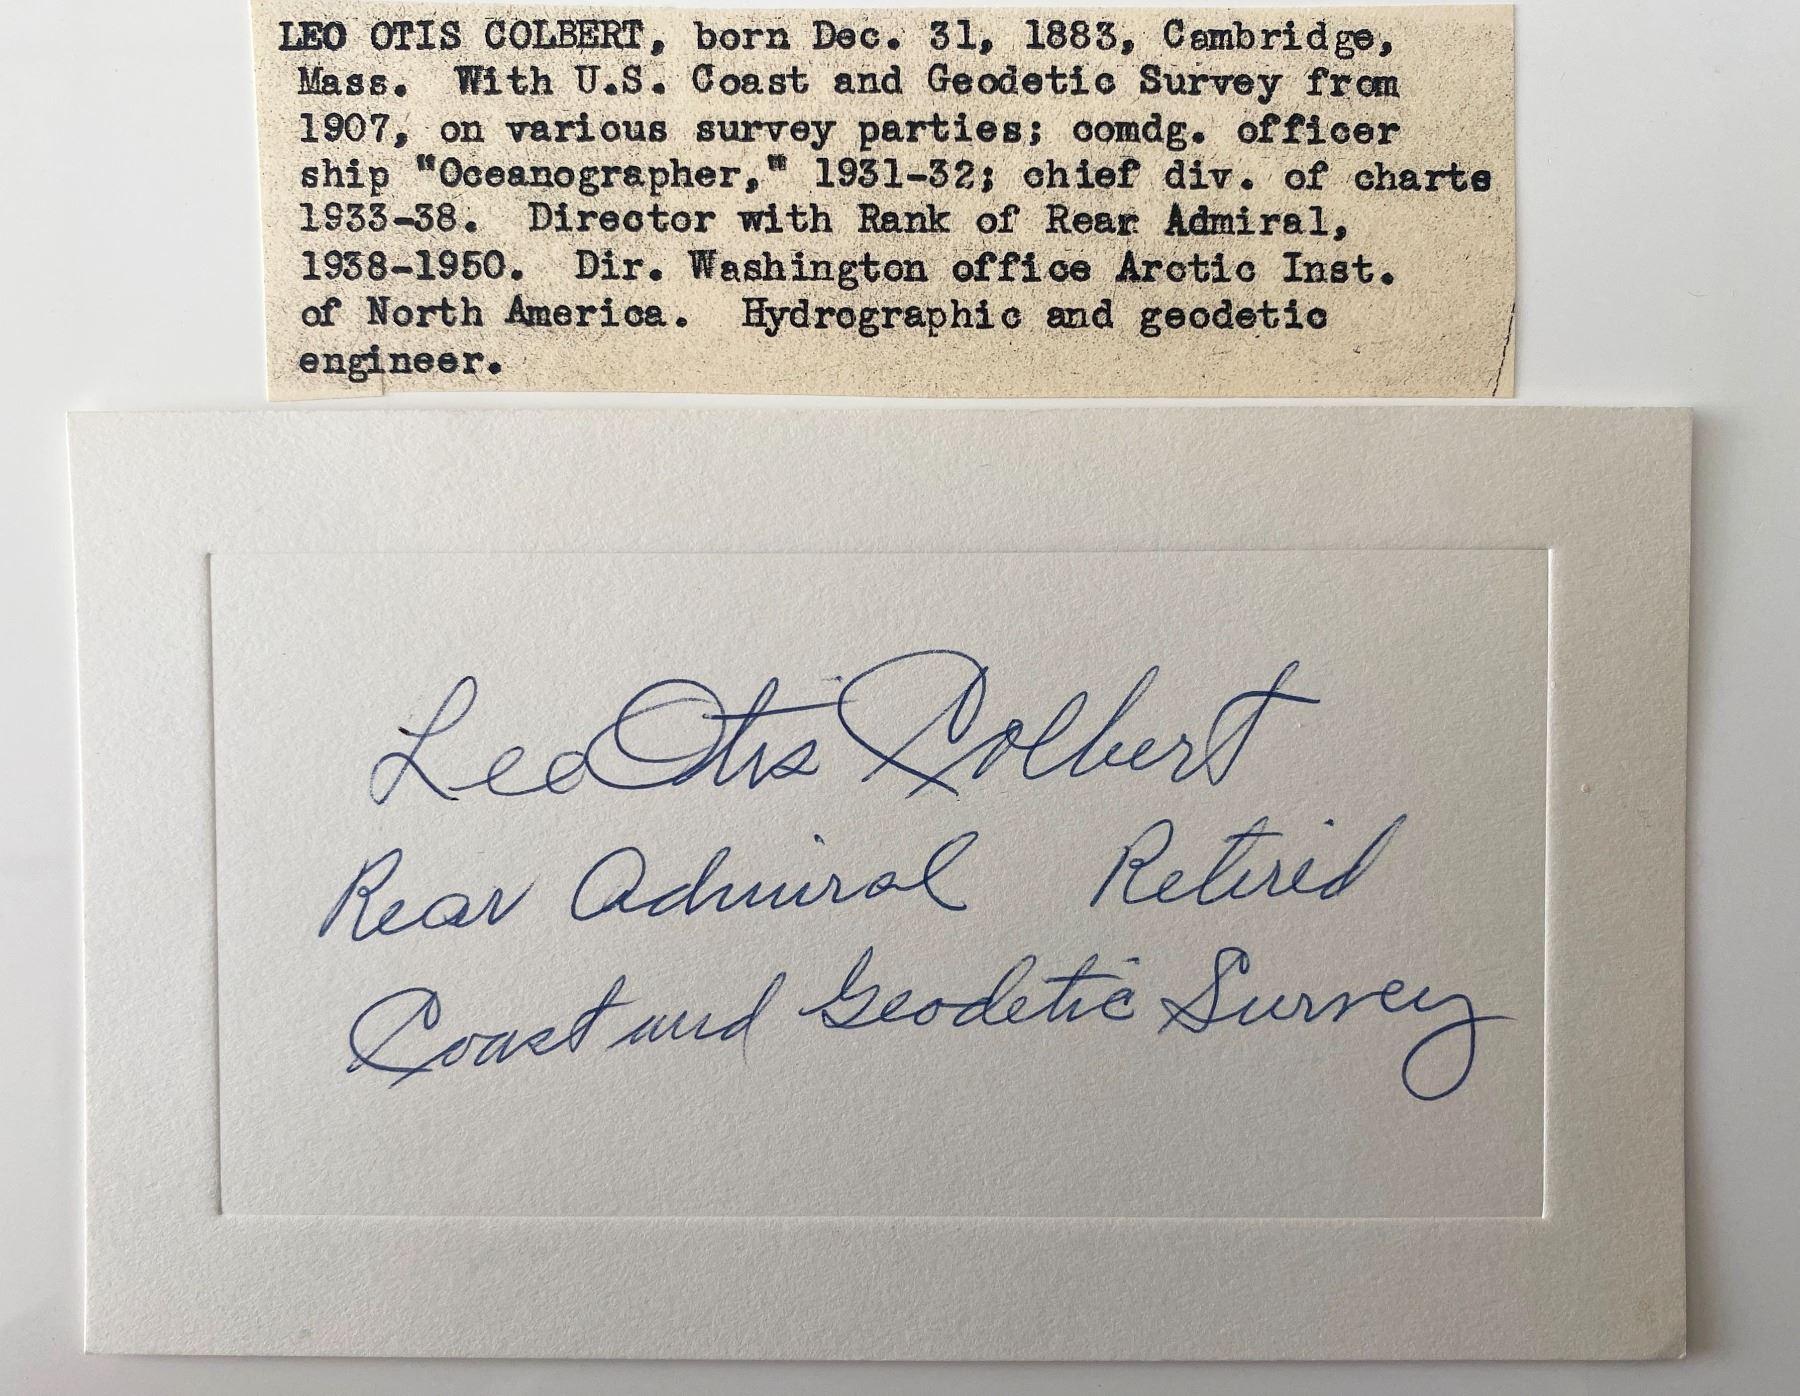 LEO OTIS COLBERT, born Dec. 31, 1883, Cambridge,
Mass. With U.S. Coast and Geodetic Survey from
1907, on various survey parties; comdg. officer
ship "Oceanographer," 1931-32; chief div. of charts
1933-38. Director with Rank of Rear Admiral,
1938-1950. Dir. Washington office Arctic Inst.
of North America. Hydrographic and geodetic
engineer.
Leo Otis Colbert
Rear Admiral Retired
Coast and Geodetic Survey